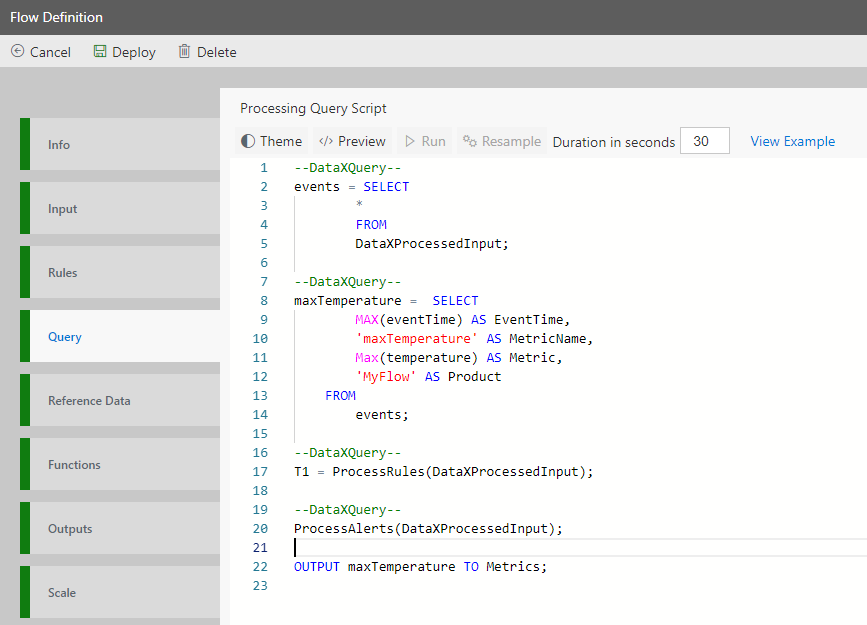 Flow Definition
Cancel Deploy Delete
Info
Input
Rules
Query
Reference Data
Functions
Outputs
Scale
Processing Query Script
Theme </> Preview Run Resample Duration in seconds 30 View Example
1 --DataXQuery--
2 events = SELECT
3 *
4 FROM
5 DataXProcessedInput;
6
7 --DataXQuery--
8 maxTemperature = SELECT
9 MAX(eventTime) AS EventTime,
10 'maxTemperature' AS MetricName,
11 Max(temperature) AS Metric,
12 'MyFlow' AS Product
13 FROM
14 events;
15
16 --DataXQuery--
17 T1 = ProcessRules(DataXProcessedInput);
18
19 --DataXQuery--
20 ProcessAlerts(DataXProcessedInput);
21
22 OUTPUT maxTemperature TO Metrics;
23